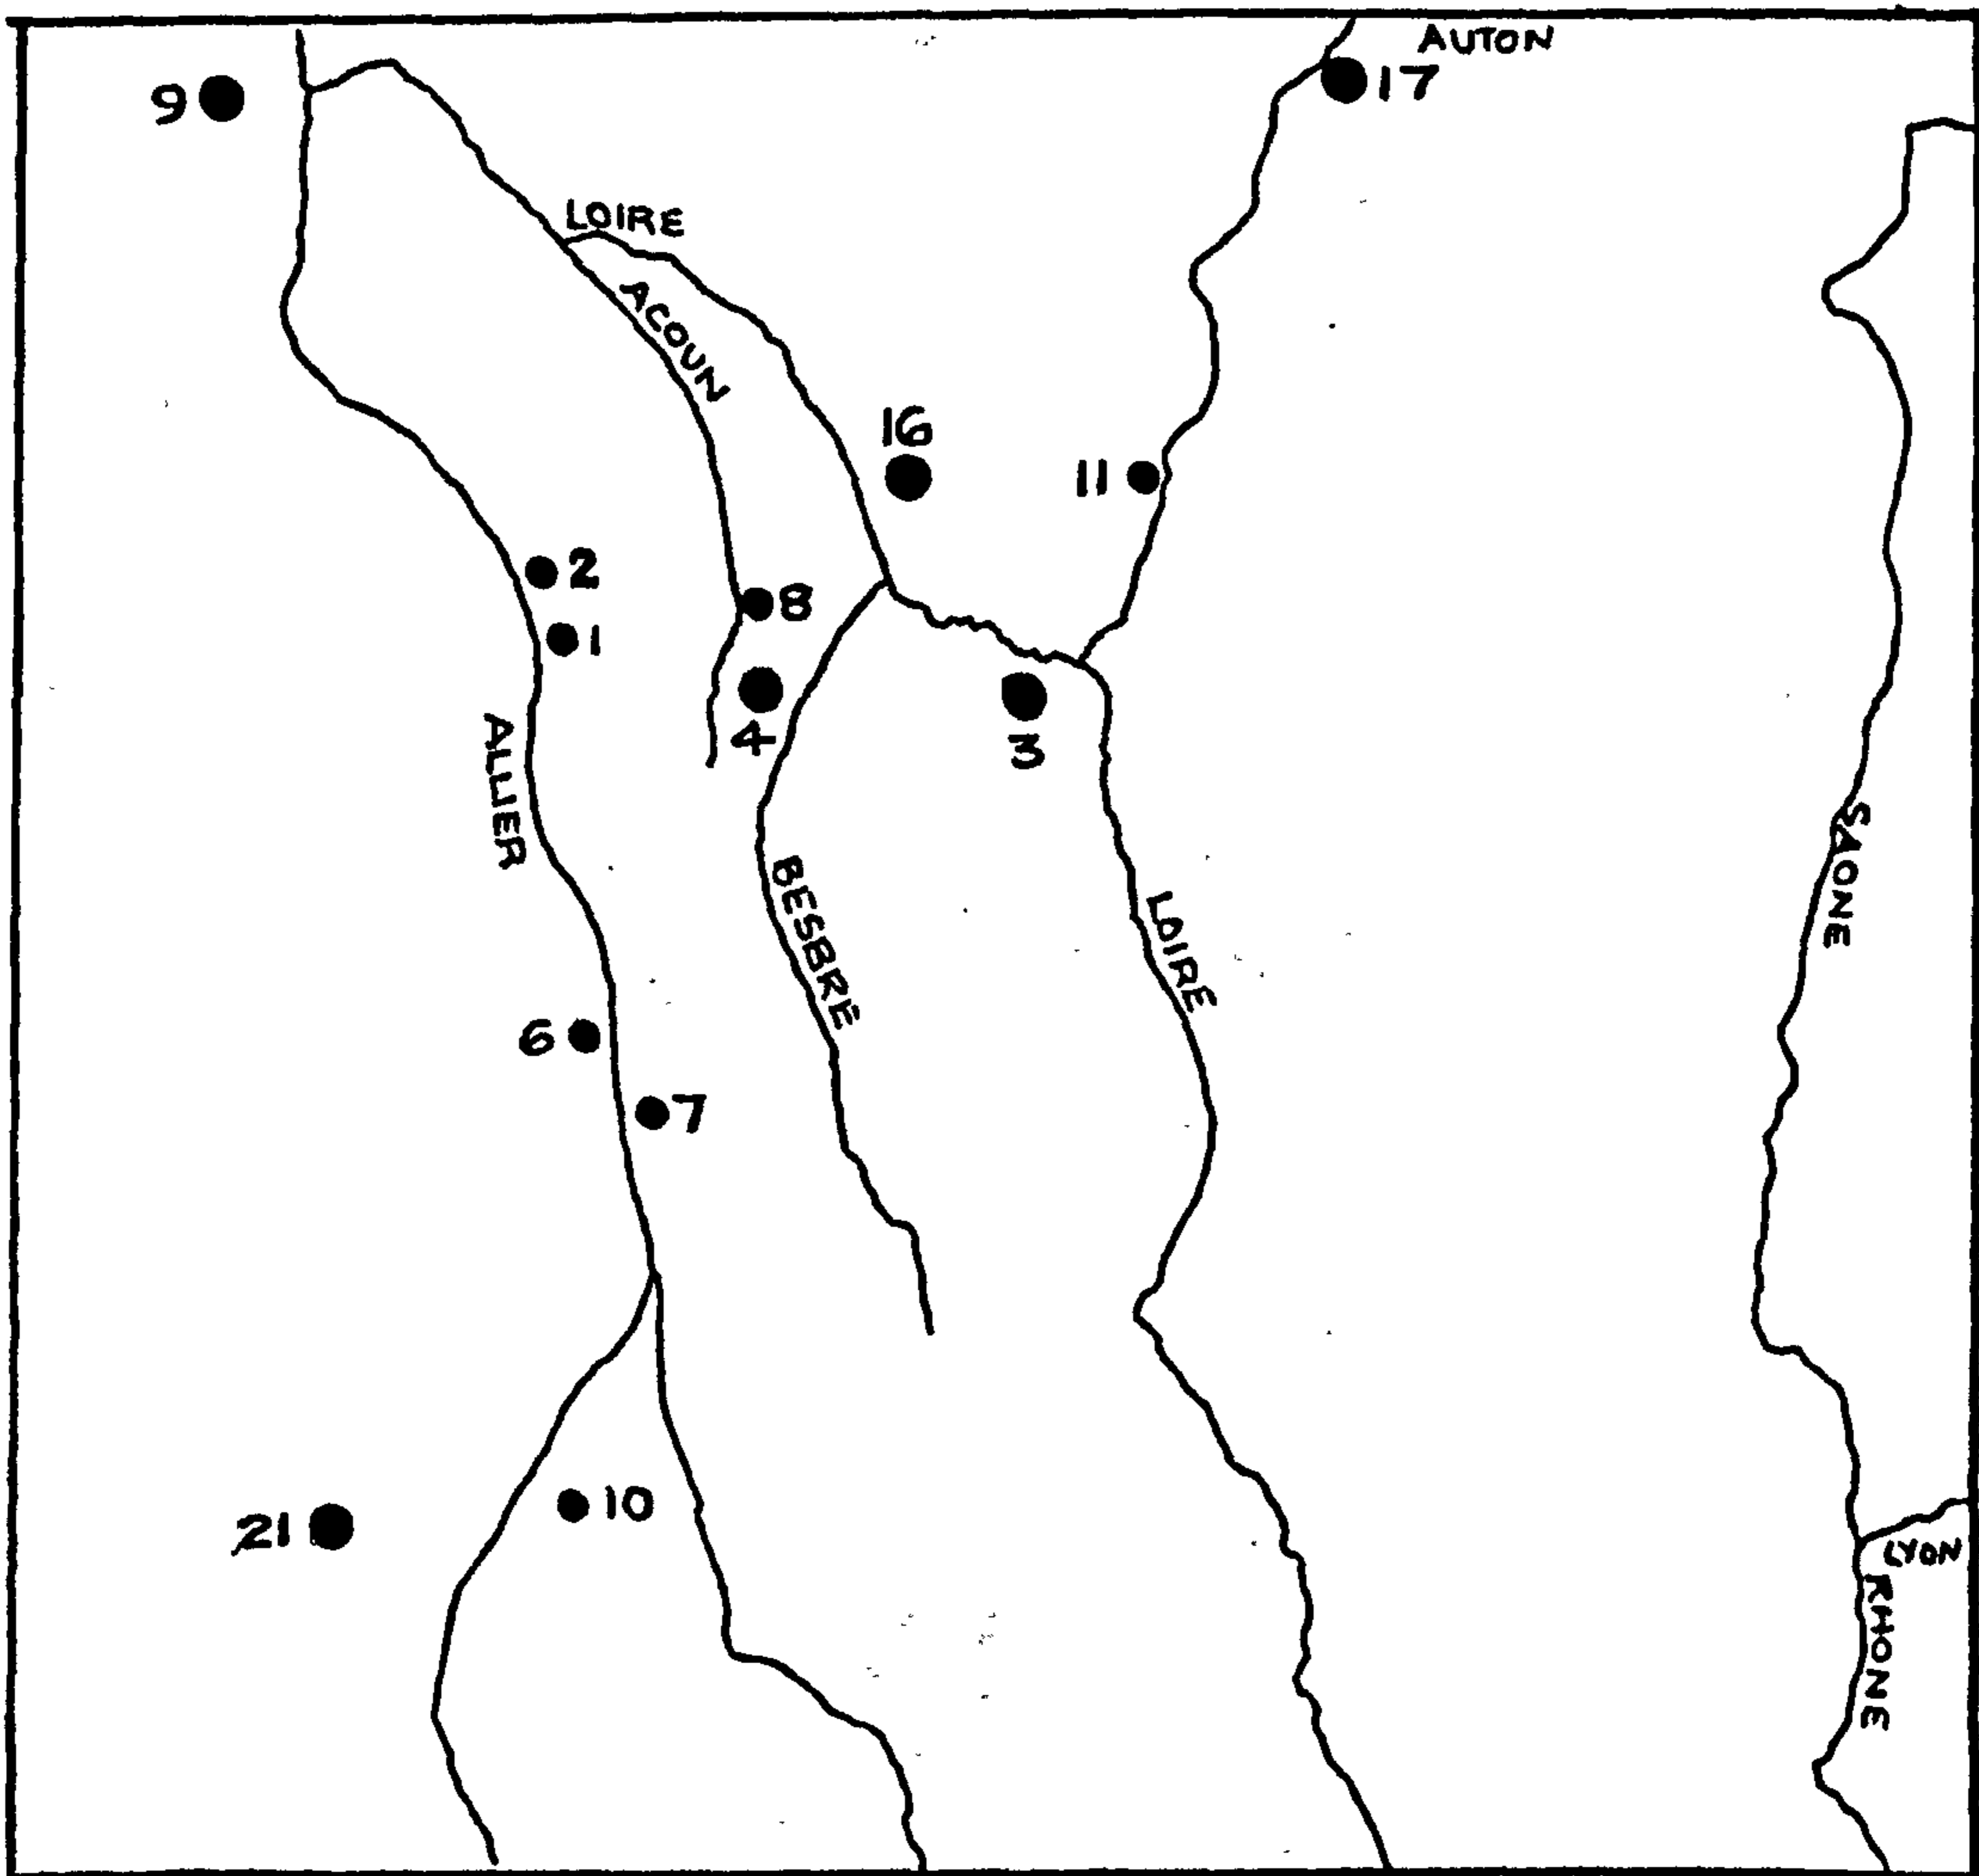 AUTON
9
17
LOIRE
ACOUN
16
11
2
8
1
4
3
ALLIER
SAONE
BESBRE
LOIRE
6
7
10
21
LYON
RHONE